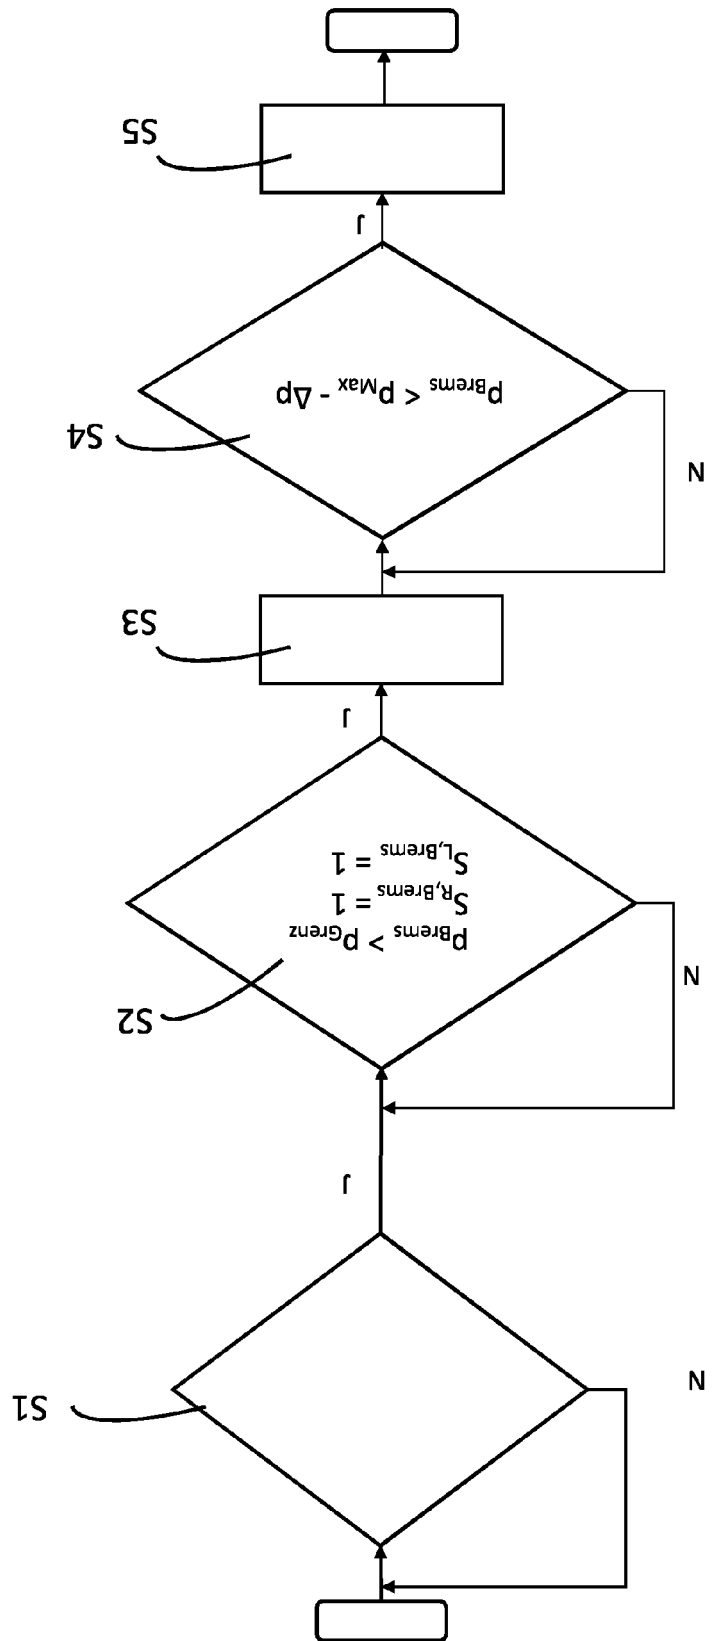 S1
N
J
S2
N
p_Brems > p_Grenz
S_R,Brems = 1
S_L,Brems = 1
J
S3
N
S4
p_Brems < p_Max - Δp
J
S5